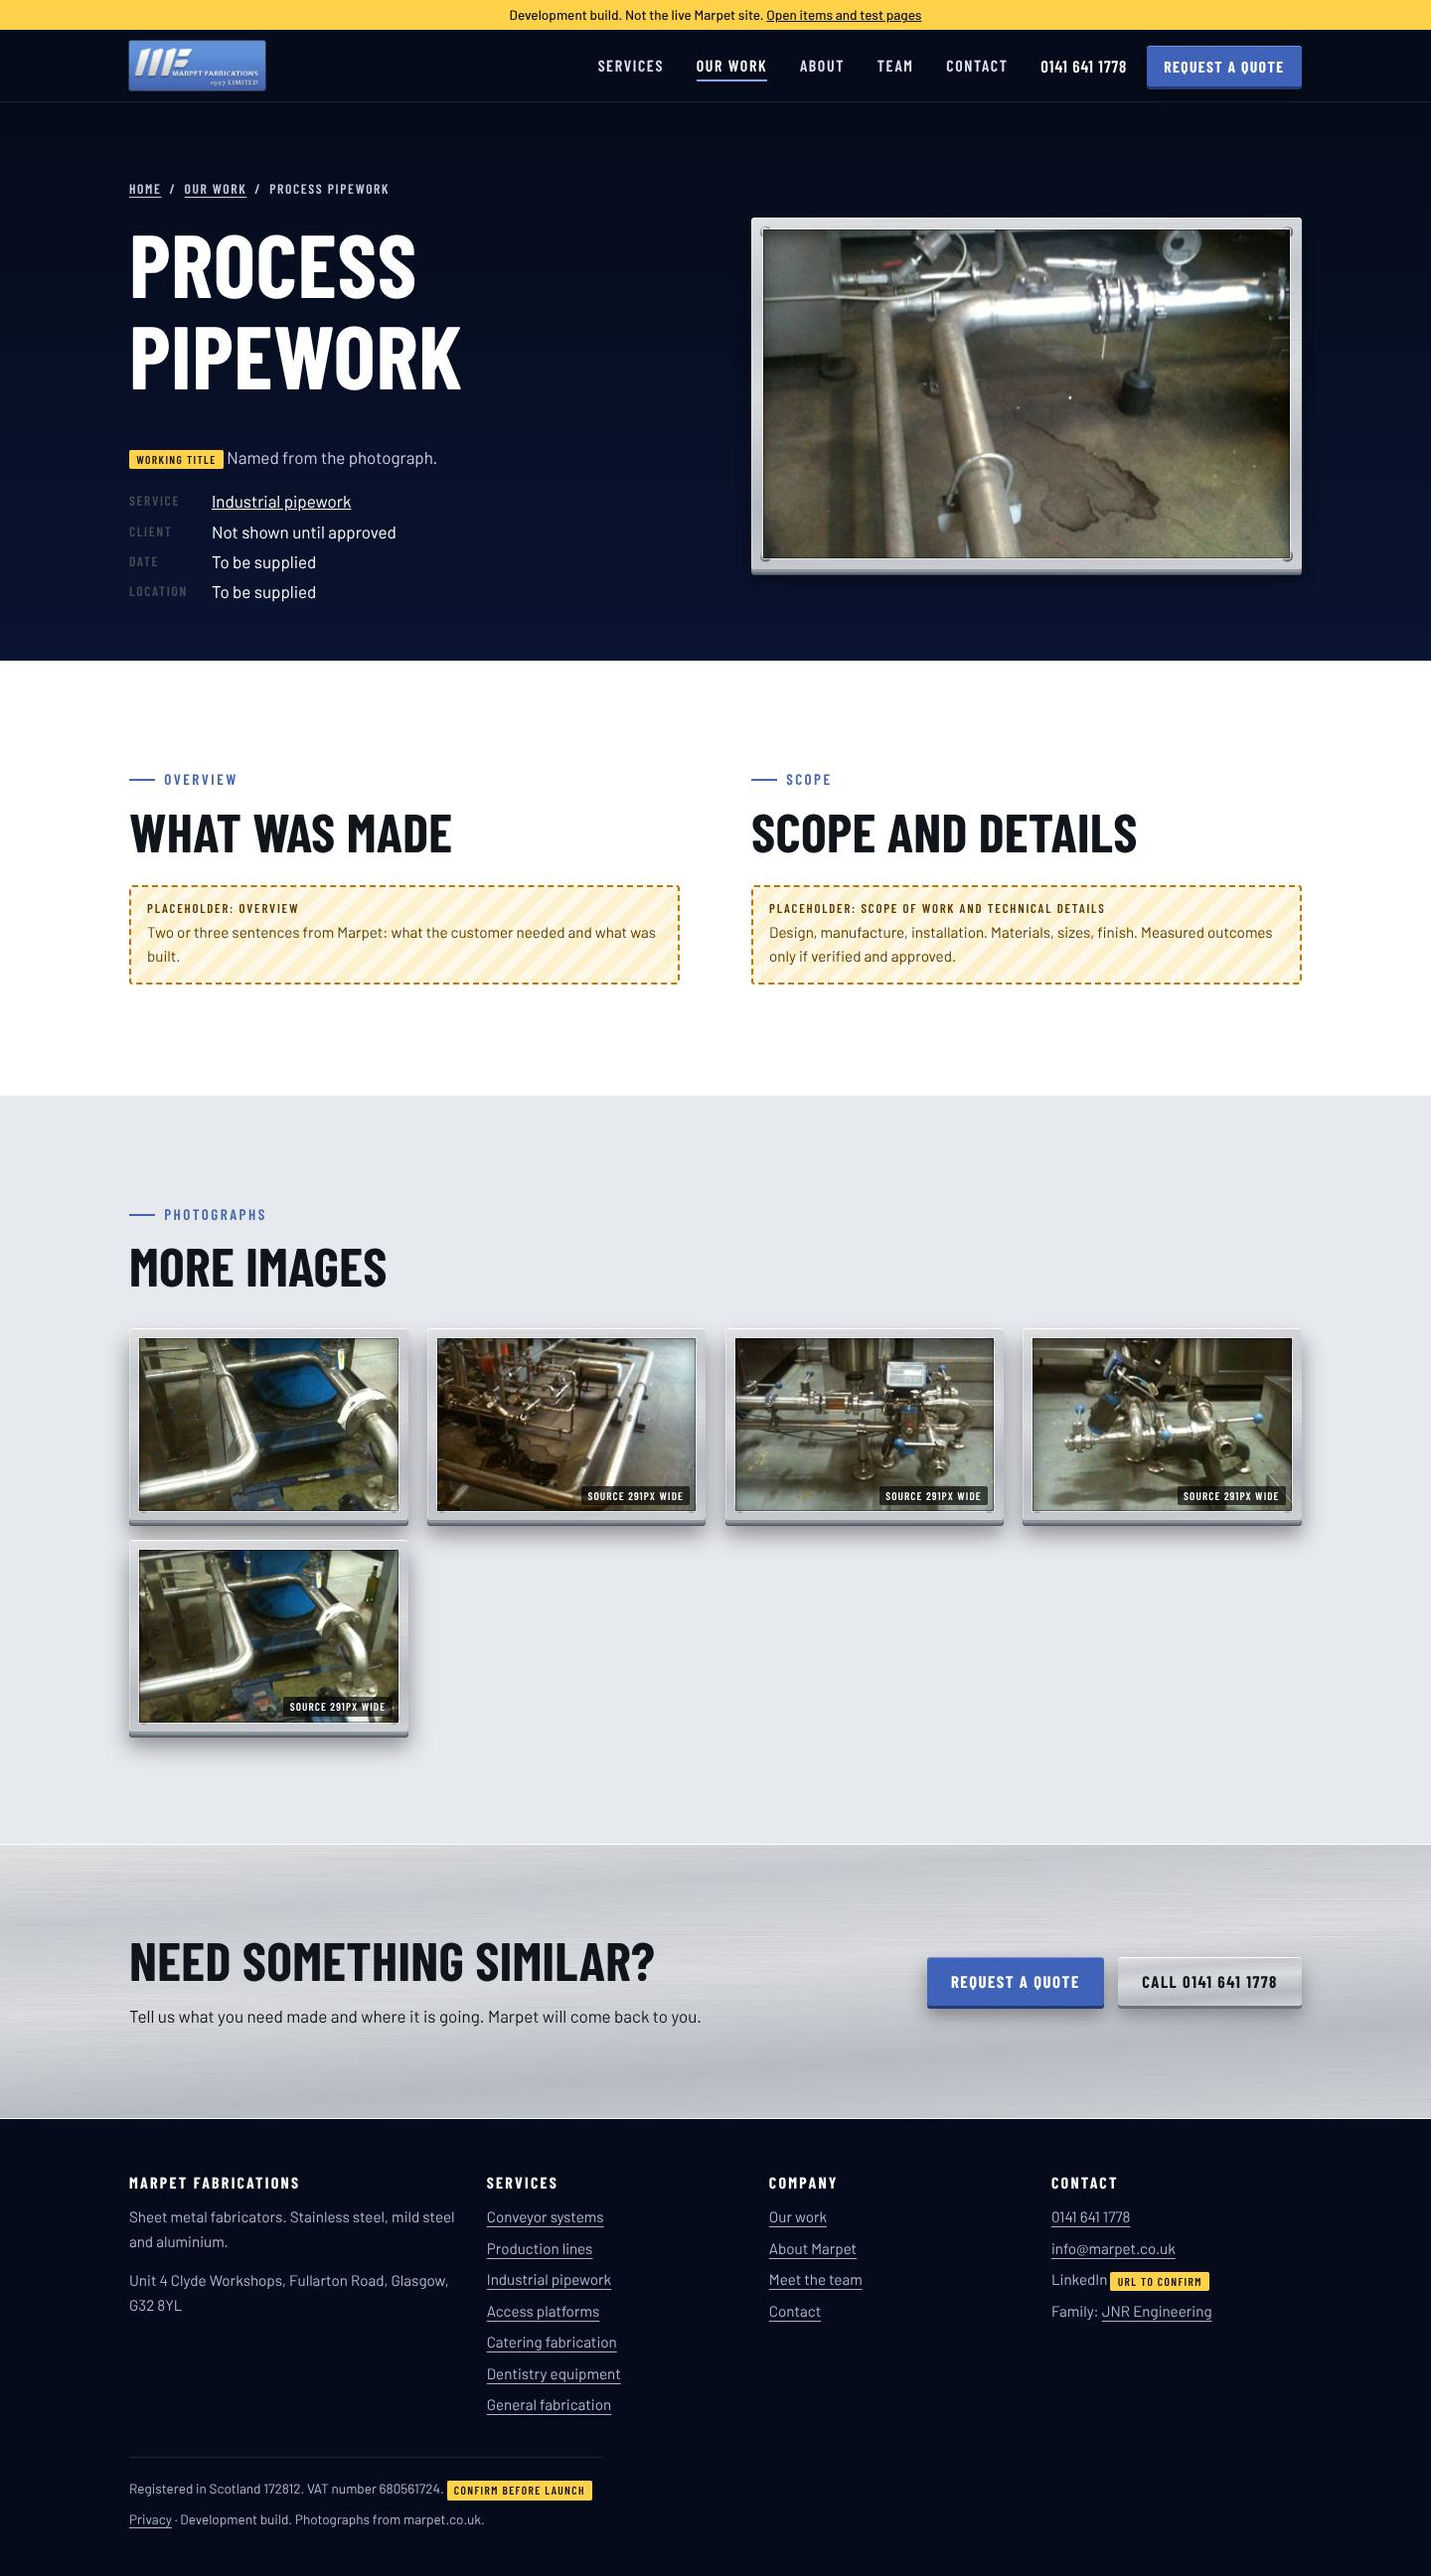 Development build. Not the live Marpet site. Open items and test pages
MF MARPET FABRICATIONS
1997 LIMITED
SERVICES OUR WORK ABOUT TEAM CONTACT 0141 641 1778 REQUEST A QUOTE
HOME / OUR WORK / PROCESS PIPEWORK
PROCESS
PIPEWORK
WORKING TITLE Named from the photograph.
SERVICE Industrial pipework
CLIENT Not shown until approved
DATE To be supplied
LOCATION To be supplied
OVERVIEW
WHAT WAS MADE
PLACEHOLDER: OVERVIEW
Two or three sentences from Marpet: what the customer needed and what was
built.
SCOPE
SCOPE AND DETAILS
PLACEHOLDER: SCOPE OF WORK AND TECHNICAL DETAILS
Design, manufacture, installation. Materials, sizes, finish. Measured outcomes
only if verified and approved.
PHOTOGRAPHS
MORE IMAGES
SOURCE 291PX WIDE
SOURCE 291PX WIDE
SOURCE 291PX WIDE
SOURCE 291PX WIDE
NEED SOMETHING SIMILAR?
Tell us what you need made and where it is going. Marpet will come back to you.
REQUEST A QUOTE
CALL 0141 641 1778
MARPET FABRICATIONS
Sheet metal fabricators. Stainless steel, mild steel
and aluminium.
Unit 4 Clyde Workshops, Fullarton Road, Glasgow,
G32 8YL
SERVICES
Conveyor systems
Production lines
Industrial pipework
Access platforms
Catering fabrication
Dentistry equipment
General fabrication
COMPANY
Our work
About Marpet
Meet the team
Contact
CONTACT
0141 641 1778
info@marpet.co.uk
LinkedIn URL TO CONFIRM
Family: JNR Engineering
Registered in Scotland 172812. VAT number 680561724. CONFIRM BEFORE LAUNCH
Privacy · Development build. Photographs from marpet.co.uk.